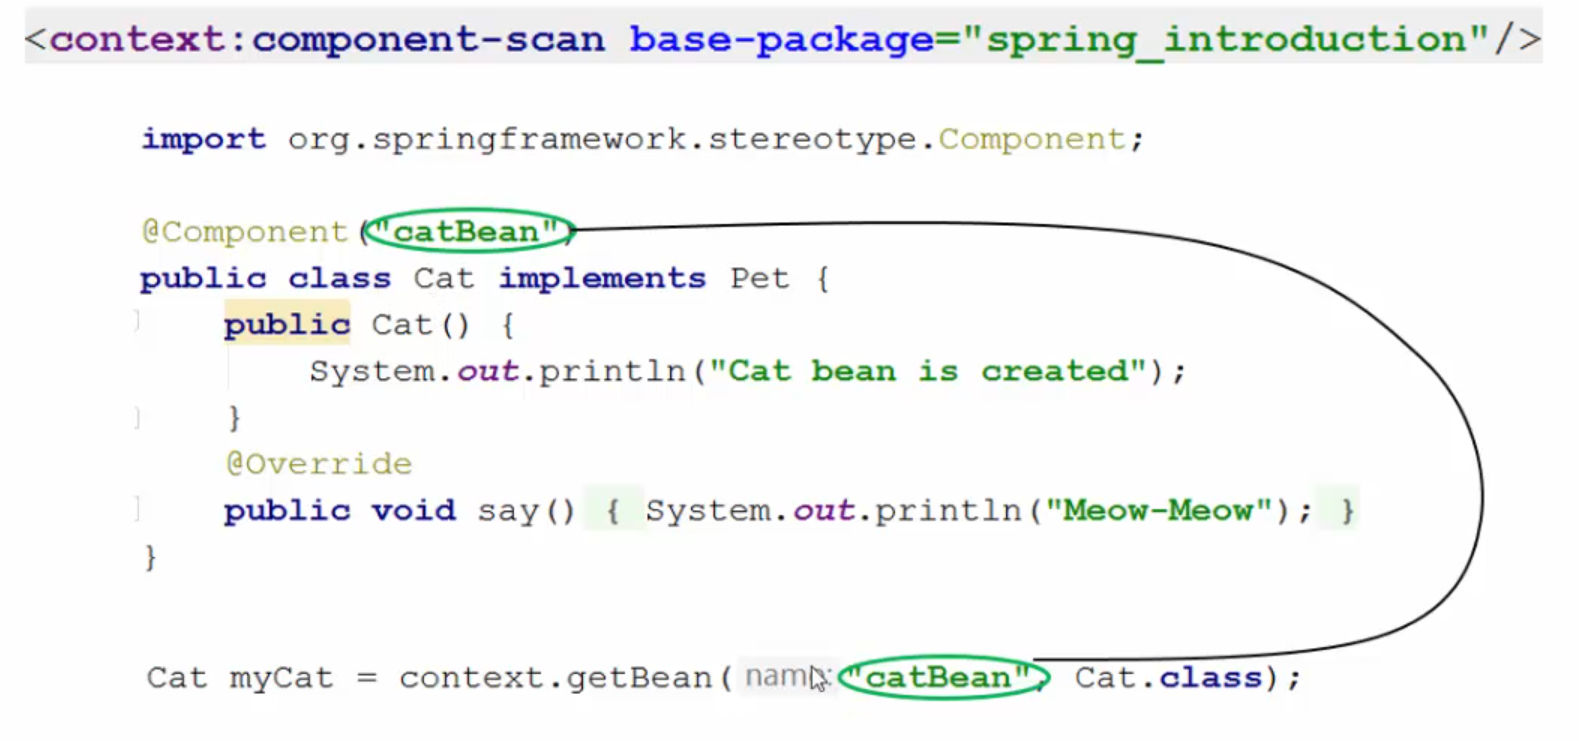 <context:component-scan base-package="spring_introduction"/>
import org.springframework.stereotype.Component;
@Component("catBean")
public class Cat implements Pet {
public Cat() {
System.out.println("Cat bean is created");
}
@Override
public void say() { System.out.println("Meow-Meow"); }
}
Cat myCat = context.getBean( name: "catBean", Cat.class);